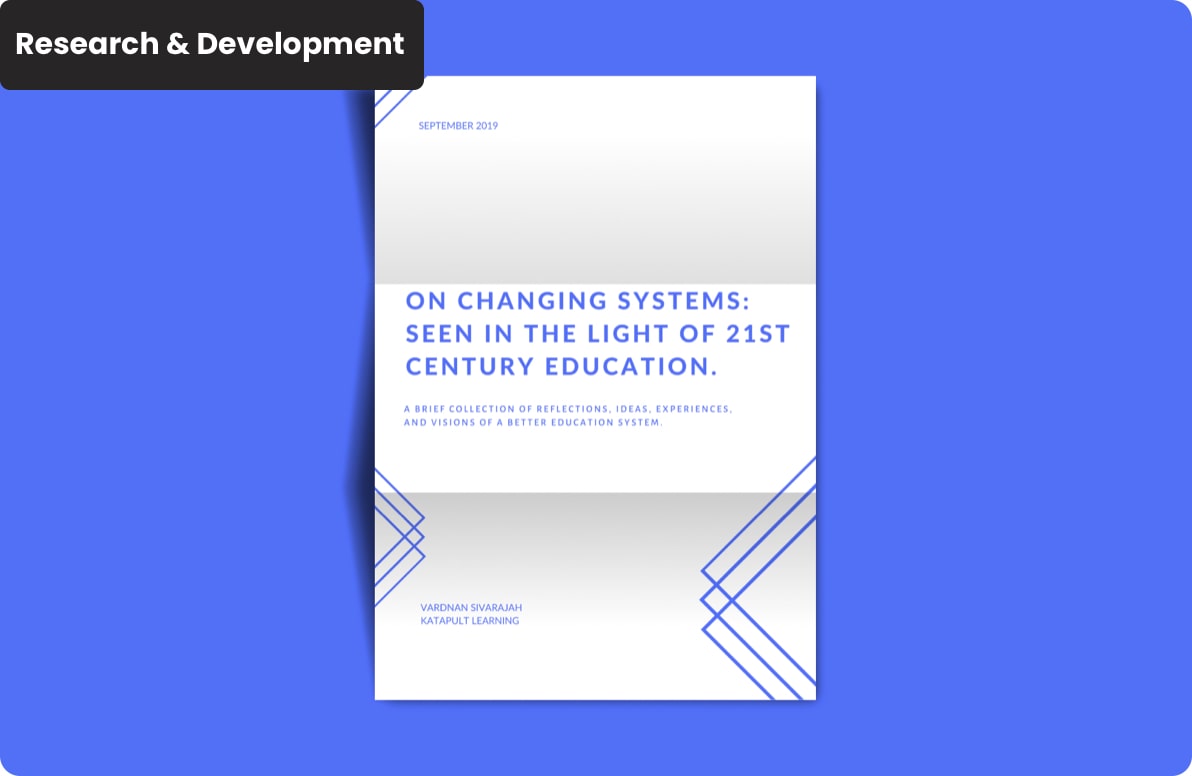 Research & Development
SEPTEMBER 2019
ON CHANGING SYSTEMS:
SEEN IN THE LIGHT OF 21ST
CENTURY EDUCATION.
A BRIEF COLLECTION OF REFLECTIONS, IDEAS, EXPERIENCES,
AND VISIONS OF A BETTER EDUCATION SYSTEM.
VARDNAN SIVARAJAH
KATAPULT LEARNING